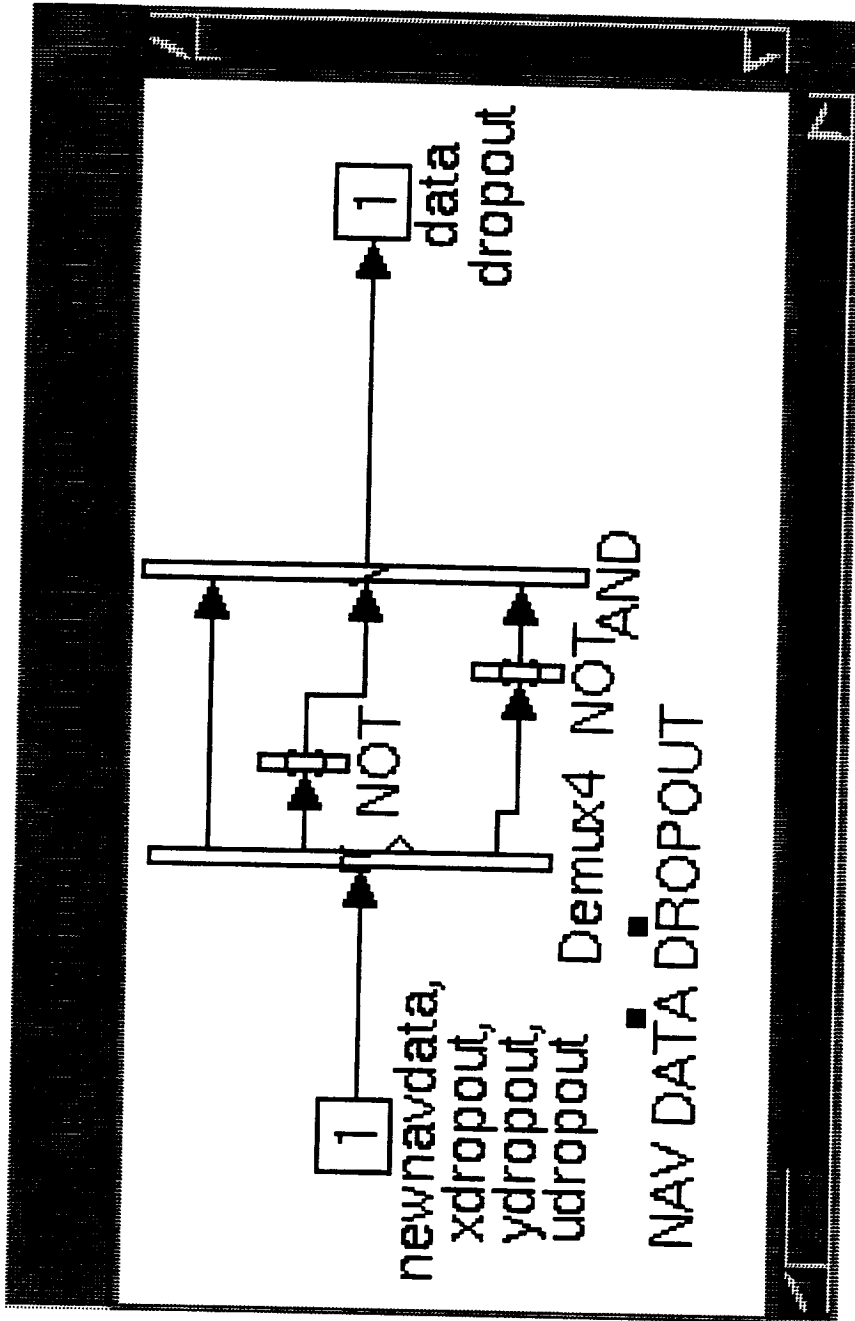 1
newnavdata,
xdropout,
ydropout,
udropout
NOT
Demux4
NOT
AND
1
data
dropout
NAV DATA DROPOUT